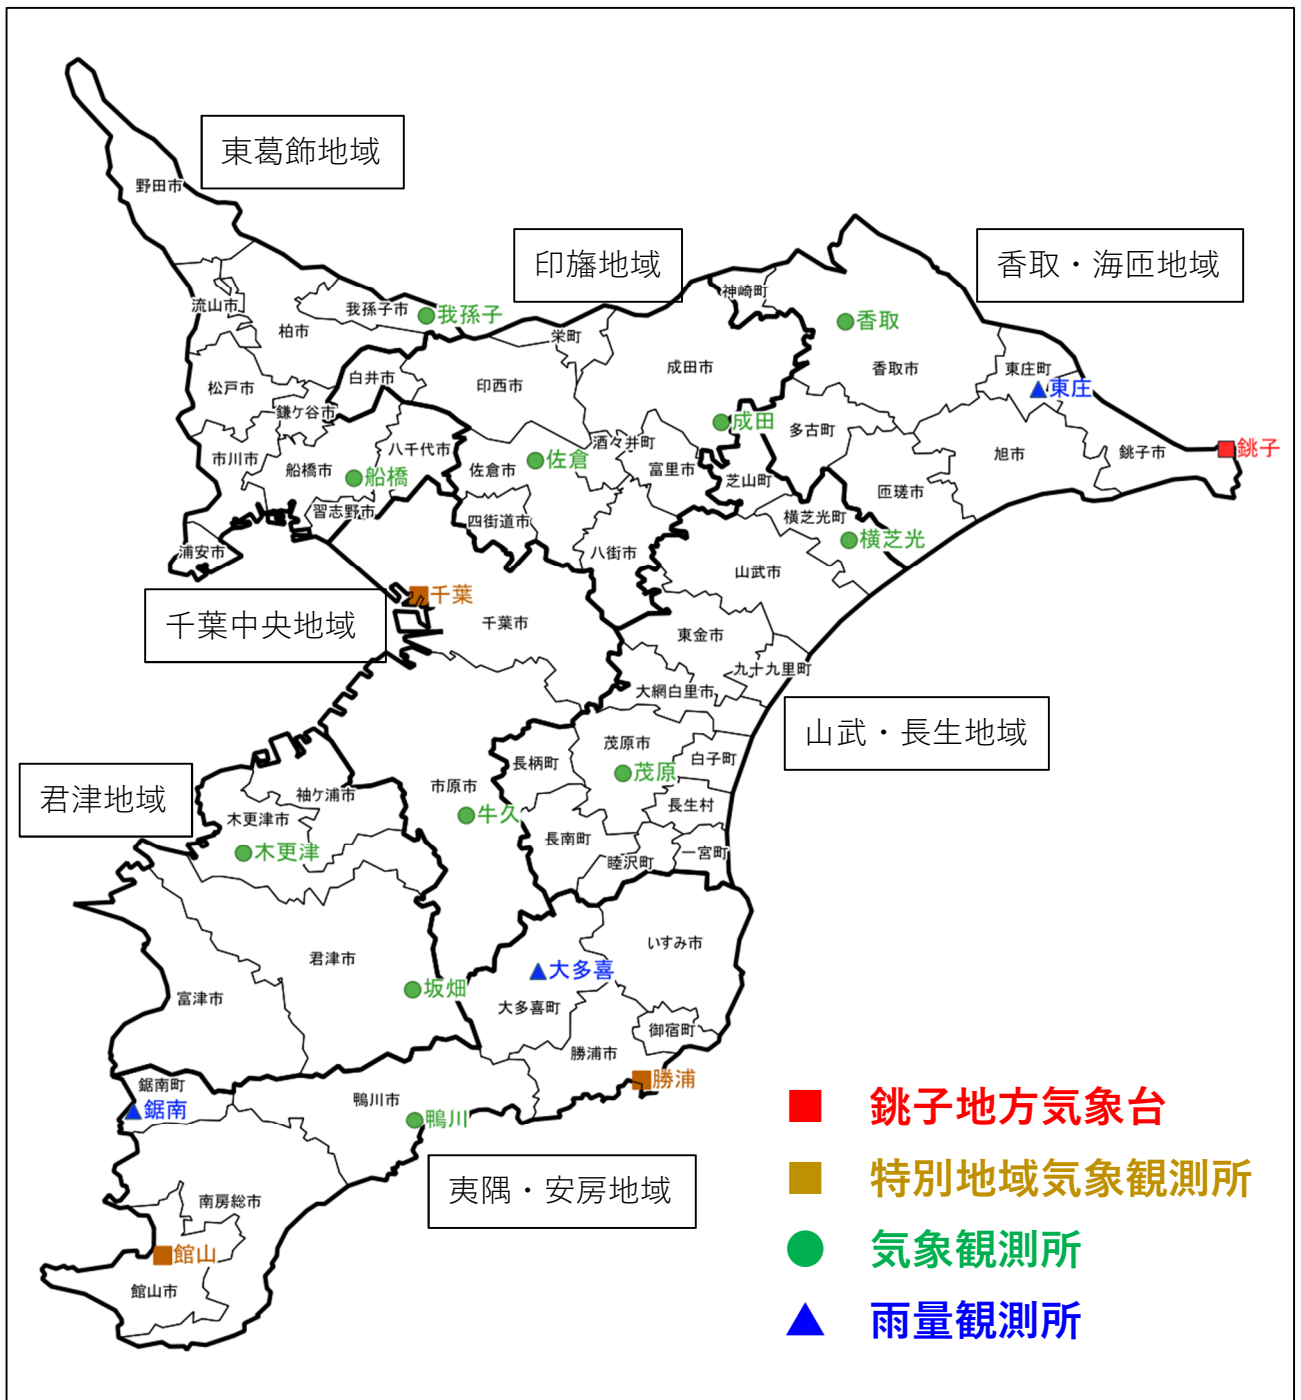 東葛飾地域
野田市
印旛地域
香取・海匝地域
神崎町
流山市
柏市
我孫子市
我孫子
香取
栄町
成田市
香取市
東庄町
東庄
松戸市
白井市
印西市
鎌ケ谷市
成田
多古町
酒々井町
市川市
船橋市
船橋
八千代市
佐倉市
佐倉
富里市
芝山町
旭市
銚子市
銚子
匝瑳市
習志野市
四街道市
横芝光町
横芝光
浦安市
八街市
山武市
千葉
千葉市
千葉中央地域
東金市
九十九里町
大網白里市
山武・長生地域
茂原市
茂原
白子町
長柄町
君津地域
袖ケ浦市
市原市
牛久
長生村
木更津市
木更津
長南町
睦沢町
一宮町
いすみ市
君津市
坂畑
大多喜
大多喜町
富津市
御宿町
勝浦市
勝浦
鋸南町
鋸南
鴨川市
鴨川
夷隅・安房地域
南房総市
館山
館山市
銚子地方気象台
特別地域気象観測所
気象観測所
雨量観測所